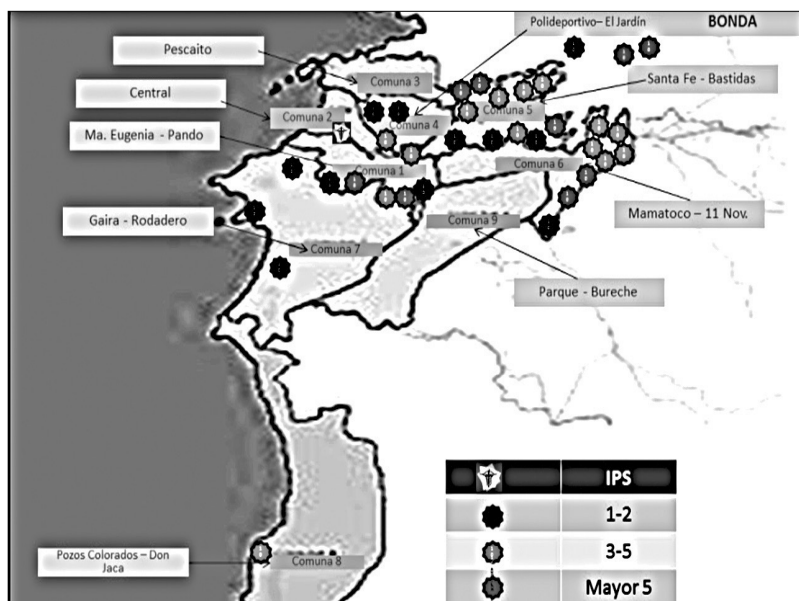 Polideportivo– El Jardín
BONDA
Pescaito
Comuna 3
Santa Fe - Bastidas
Central
Comuna 2
Comuna 5
Comuna 4
Ma. Eugenia - Pando
Comuna 1
Comuna 6
Gaira - Rodadero
Comuna 9
Mamatoco – 11 Nov.
Comuna 7
Parque - Bureche
IPS
1-2
3-5
Mayor 5
Pozos Colorados – Don
Jaca
Comuna 8